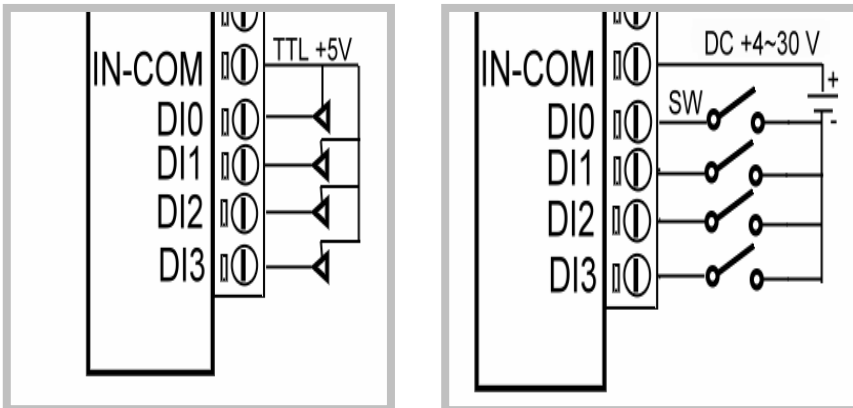 TTL +5V
IN-COM
DI0
DI1
DI2
DI3
DC +4~30 V
IN-COM
+
SW
DI0
-
DI1
DI2
DI3